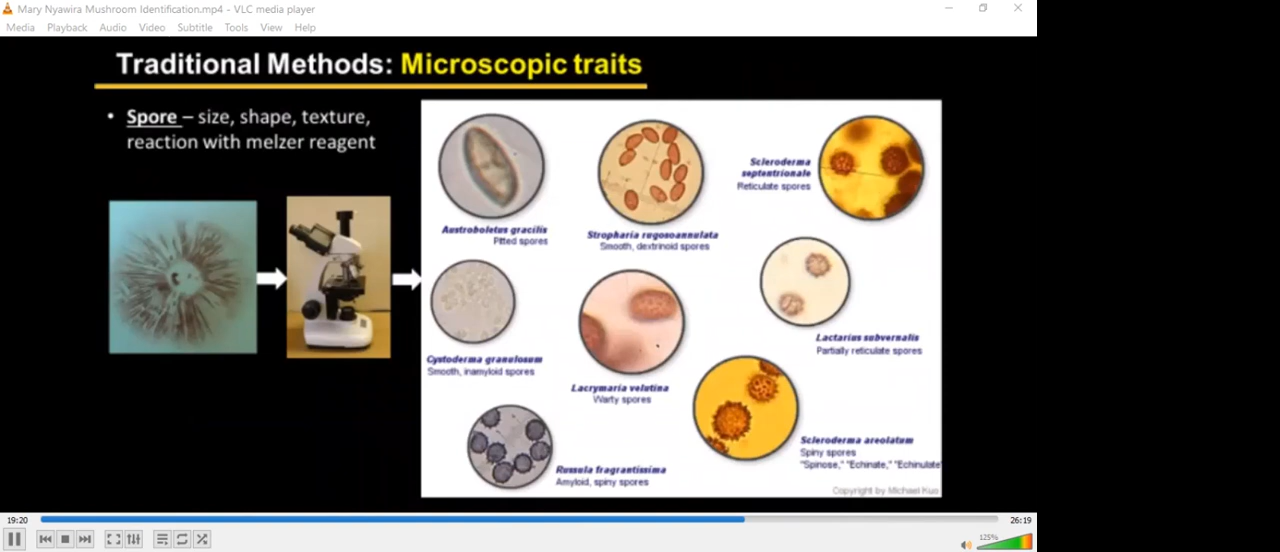 Mary Nyawira Mushroom Identification.mp4 - VLC media player
Media Playback Audio Video Subtitle Tools View Help
Traditional Methods: Microscopic traits
• Spore – size, shape, texture,
reaction with melzer reagent
Austroboletus gracilis
Pitted spores
Stropharia rugosoannulata
Smooth, dextrinoid spores
Scleroderma
septentrionale
Reticulate spores
Cystoderma granulosum
Smooth, inamyloid spores
Lacrymaria velutina
Warty spores
Lactarius subvernalis
Partially reticulate spores
Russula fragrantissima
Amyloid, spiny spores
Scleroderma areolatum
Spiny spores
"Spinose," "Echinate," "Echinulate"
Copyright by Michael Kuo
19:20
26:19
125%